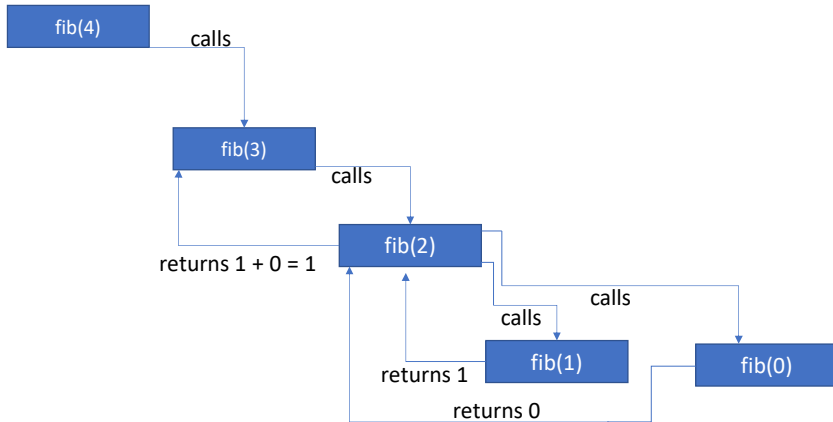 fib(4)
calls
fib(3)
calls
fib(2)
returns 1 + 0 = 1
calls
calls
fib(1)
fib(0)
returns 1
returns 0